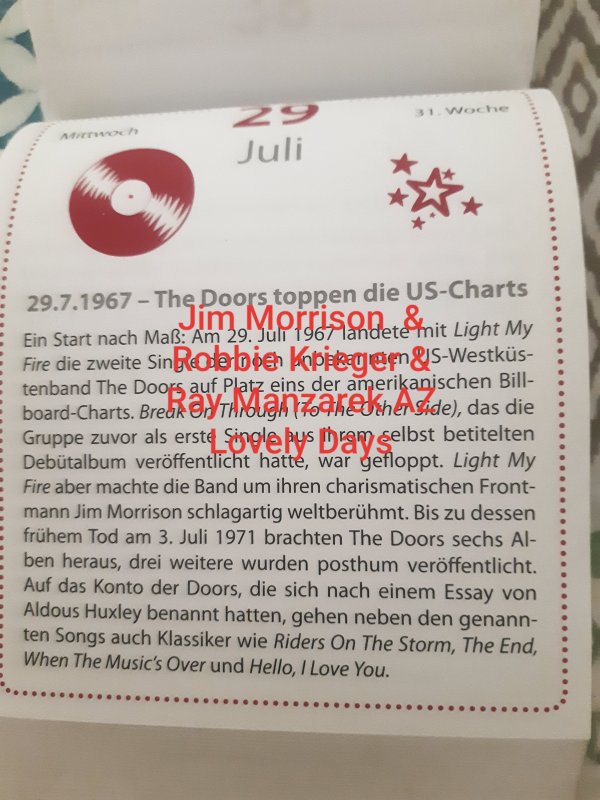 29
Mittwoch
31. Woche
Juli
29.7.1967 – The Doors toppen die US-Charts
Ein Start nach Maß: Am 29. Juli 1967 landete mit Light My
Fire die zweite Single der noch unbekannten US-Westküs-
tenband The Doors auf Platz eins der amerikanischen Bill-
board-Charts. Break On Through (To The Other Side), das die
Gruppe zuvor als erste Single aus ihrem selbst betitelten
Debütalbum veröffentlicht hatte, war gefloppt. Light My
Fire aber machte die Band um ihren charismatischen Front-
mann Jim Morrison schlagartig weltberühmt. Bis zu dessen
frühem Tod am 3. Juli 1971 brachten The Doors sechs Al-
ben heraus, drei weitere wurden posthum veröffentlicht.
Auf das Konto der Doors, die sich nach einem Essay von
Aldous Huxley benannt hatten, gehen neben den genann-
ten Songs auch Klassiker wie Riders On The Storm, The End,
When The Music's Over und Hello, I Love You.
Jim Morrison &
Robbie Krieger &
Ray Manzarek AZ
Lovely Days